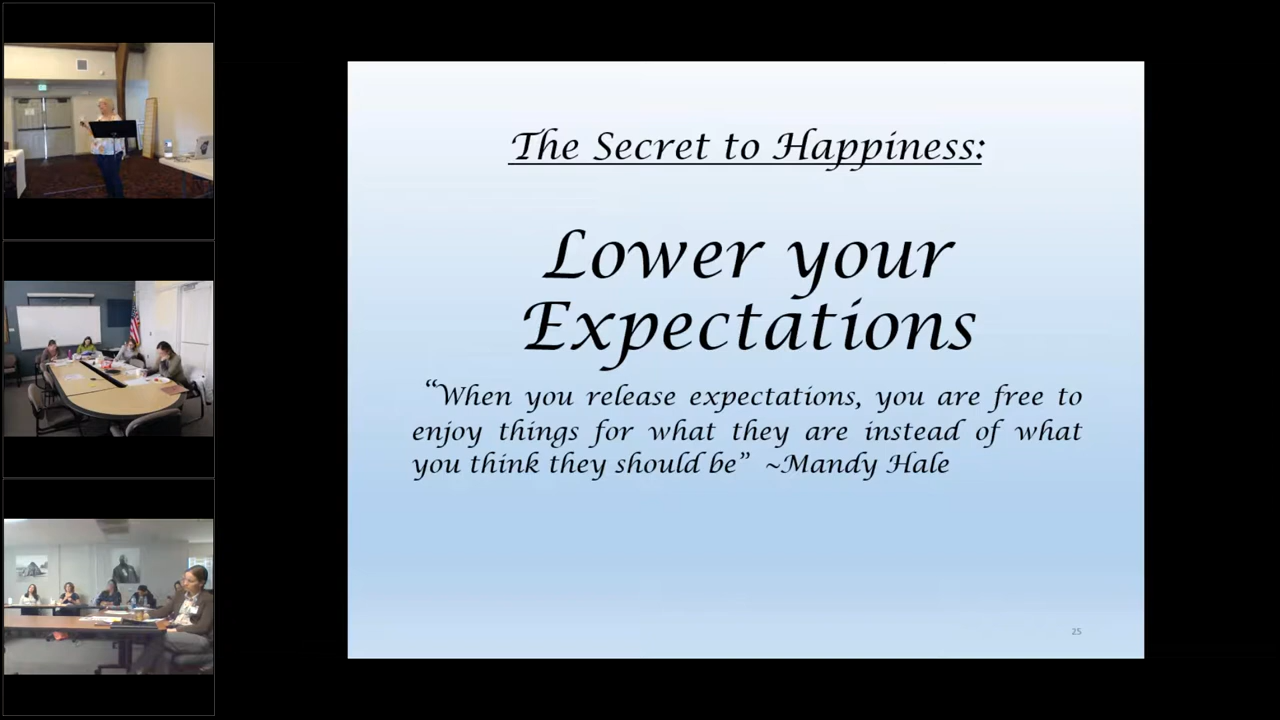 The Secret to Happiness:
Lower your
Expectations
“When you release expectations, you are free to
enjoy things for what they are instead of what
you think they should be” ~Mandy Hale
25